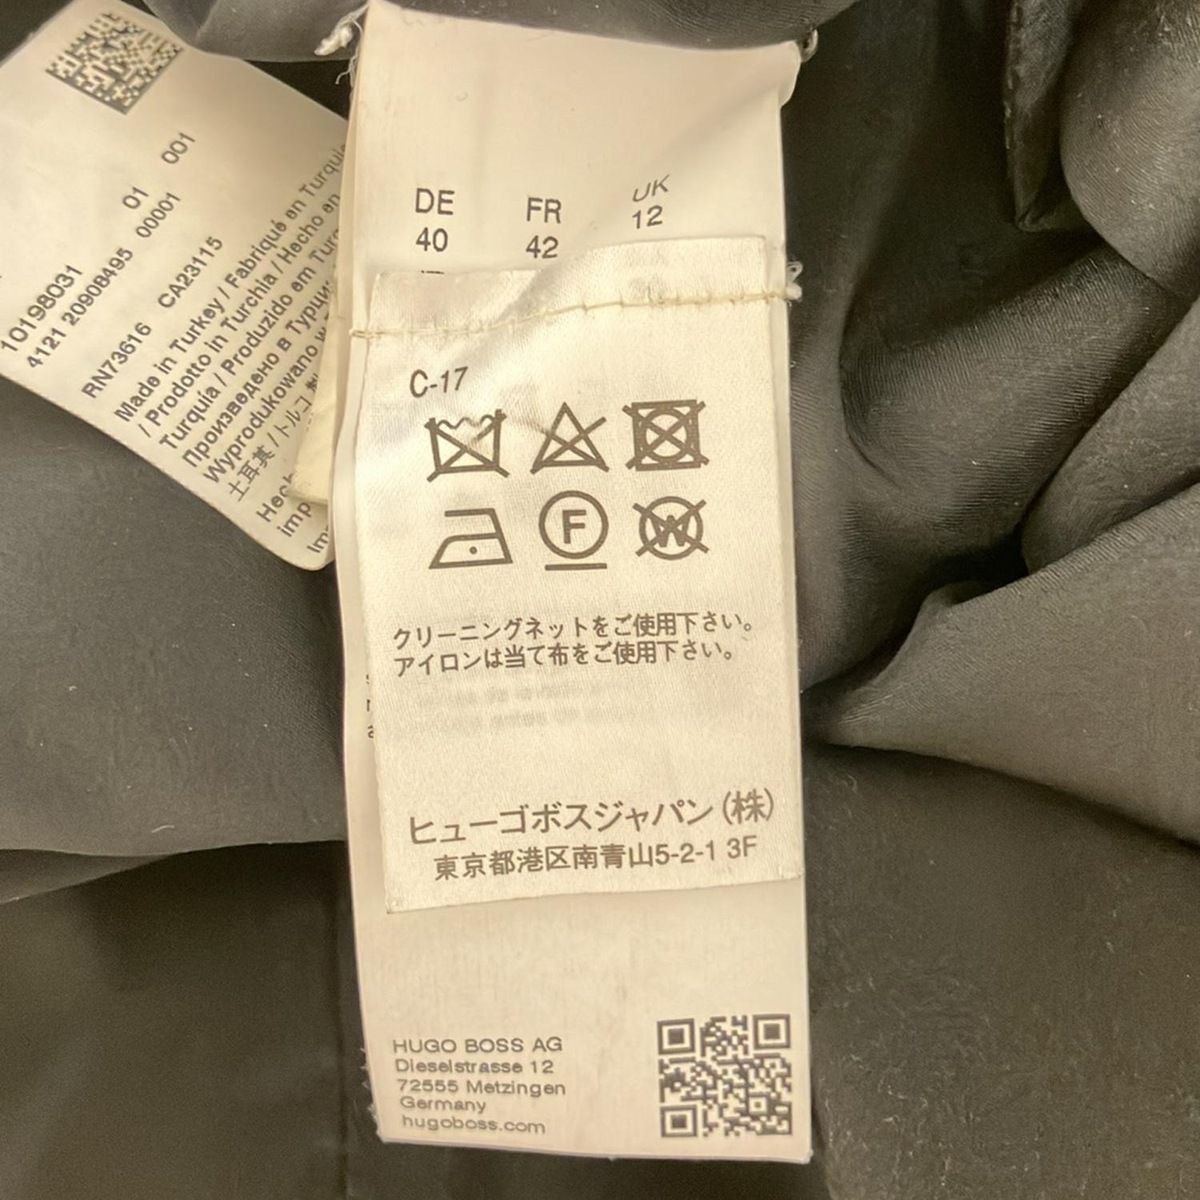 001
01
10198031
4121 20908495 00001
RN73616 CA23115
Made in Turkey / Fabriqué en Turquie
/ Prodotto in Turchia / Hecho en
Turquía / Produzido em
Произведено в Турции
Wyprodukowano w
土耳其 / トルコ
DE FR UK
40 42 12
C-17
F W
クリーニングネットをご使用下さい。
アイロンは当て布をご使用下さい。
ヒューゴボスジャパン(株)
東京都港区南青山5-2-1 3F
HUGO BOSS AG
Dieselstrasse 12
72555 Metzingen
Germany
hugoboss.com